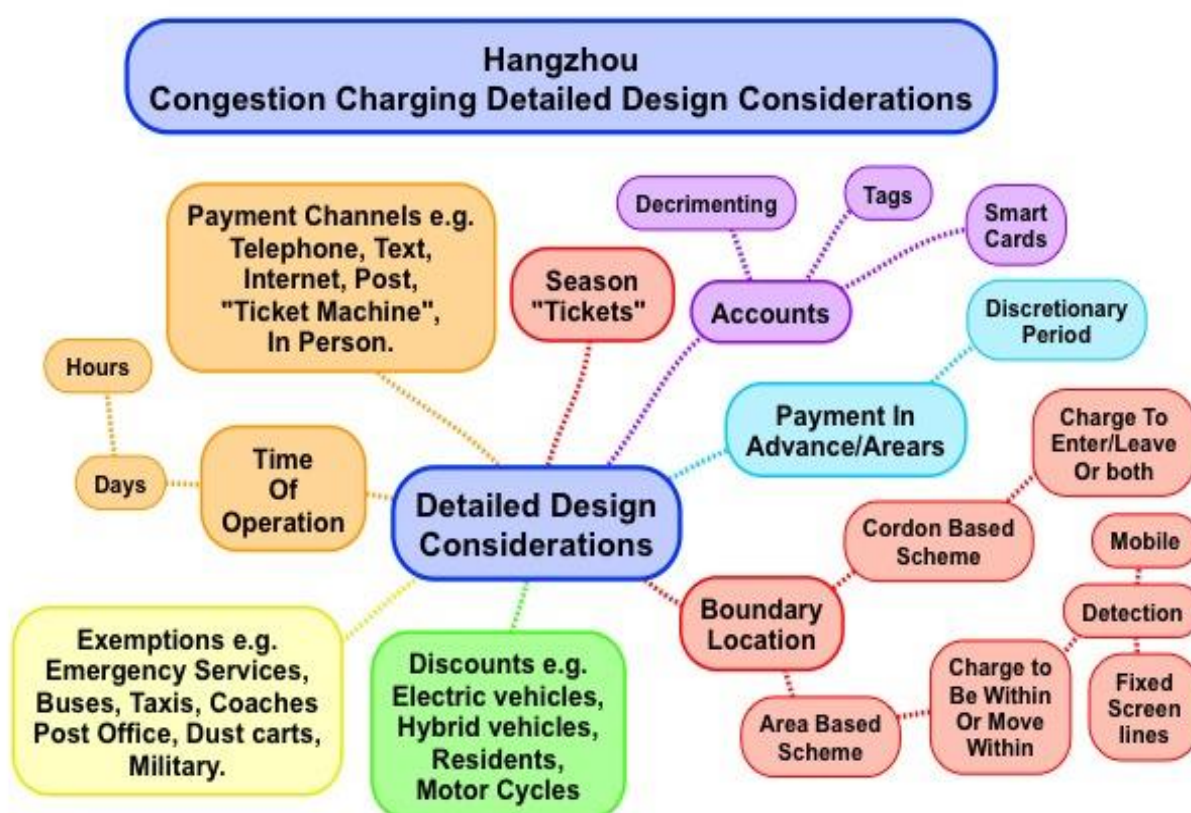 Hangzhou
Congestion Charging Detailed Design Considerations
Payment Channels e.g.
Telephone, Text,
Internet, Post,
"Ticket Machine",
In Person.
Season
"Tickets"
Decrimenting
Tags
Smart
Cards
Accounts
Discretionary
Period
Payment In
Advance/Arears
Hours
Days
Time
Of
Operation
Detailed Design
Considerations
Charge To
Enter/Leave
Or both
Cordon Based
Scheme
Mobile
Detection
Fixed
Screen
lines
Boundary
Location
Charge to
Be Within
Or Move
Within
Area Based
Scheme
Exemptions e.g.
Emergency Services,
Buses, Taxis, Coaches
Post Office, Dust carts,
Military.
Discounts e.g.
Electric vehicles,
Hybrid vehicles,
Residents,
Motor Cycles